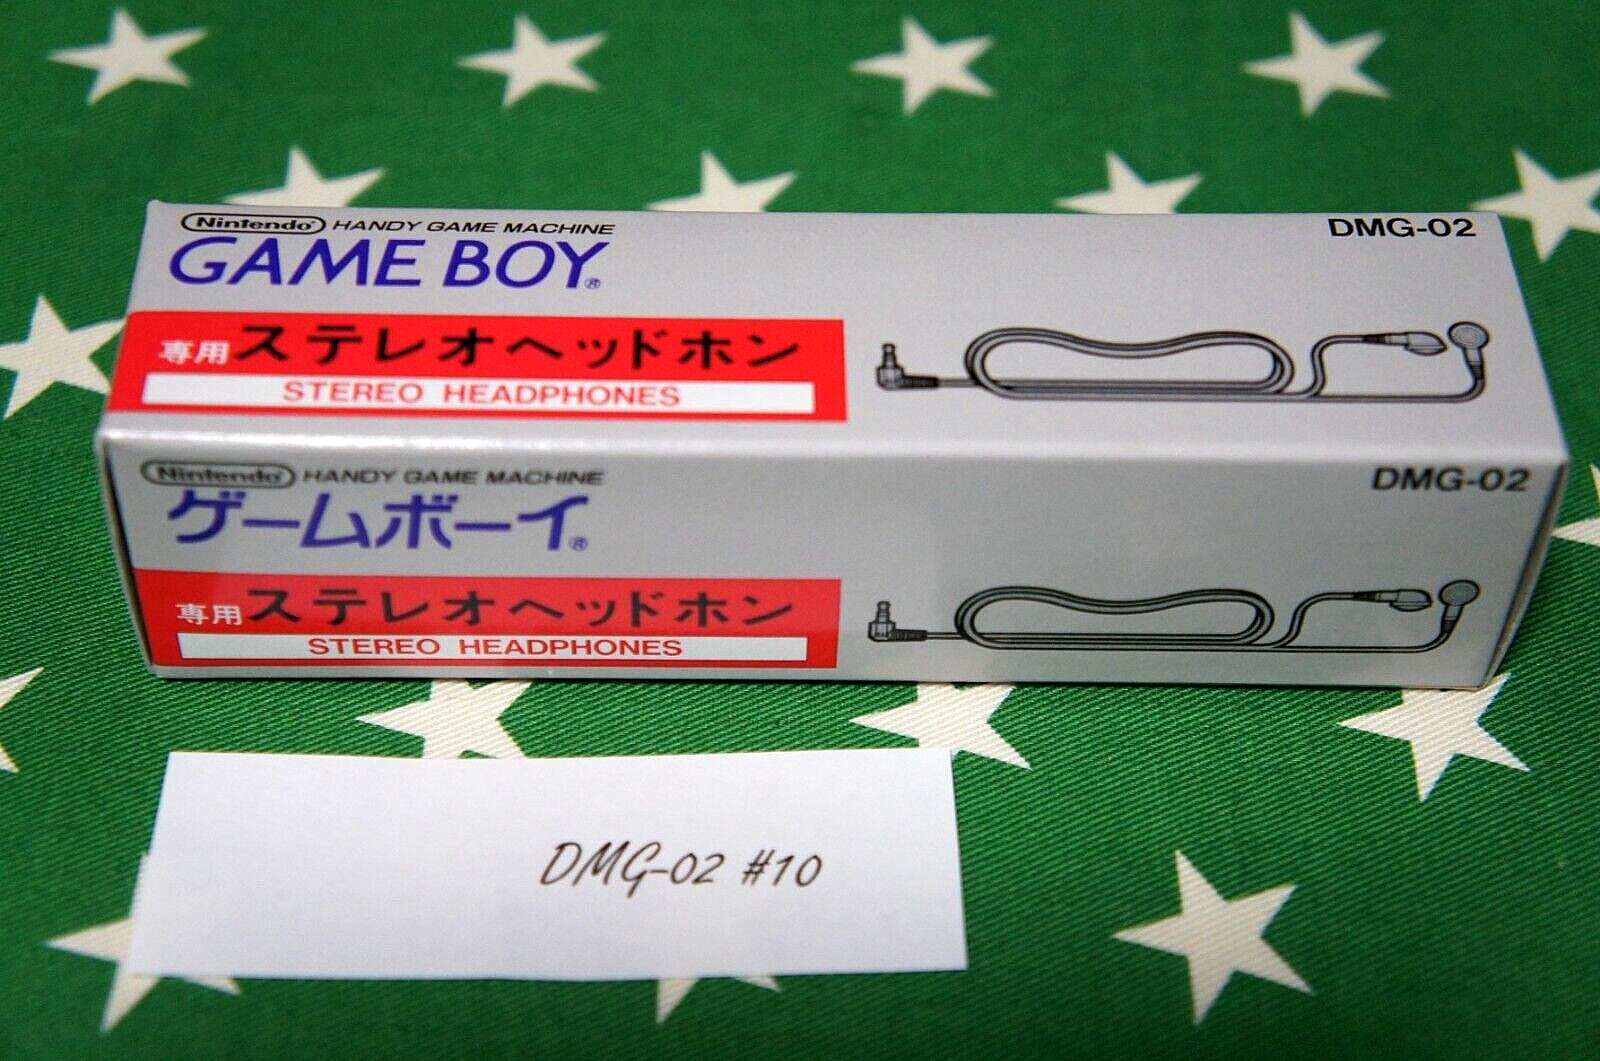 Nintendo® HANDY GAME MACHINE
DMG-02
GAME BOY®
専用ステレオヘッドホン
STEREO HEADPHONES
Nintendo® HANDY GAME MACHINE
DMG-02
ゲームボーイ®
専用ステレオヘッドホン
STEREO HEADPHONES
DMG-02 #10